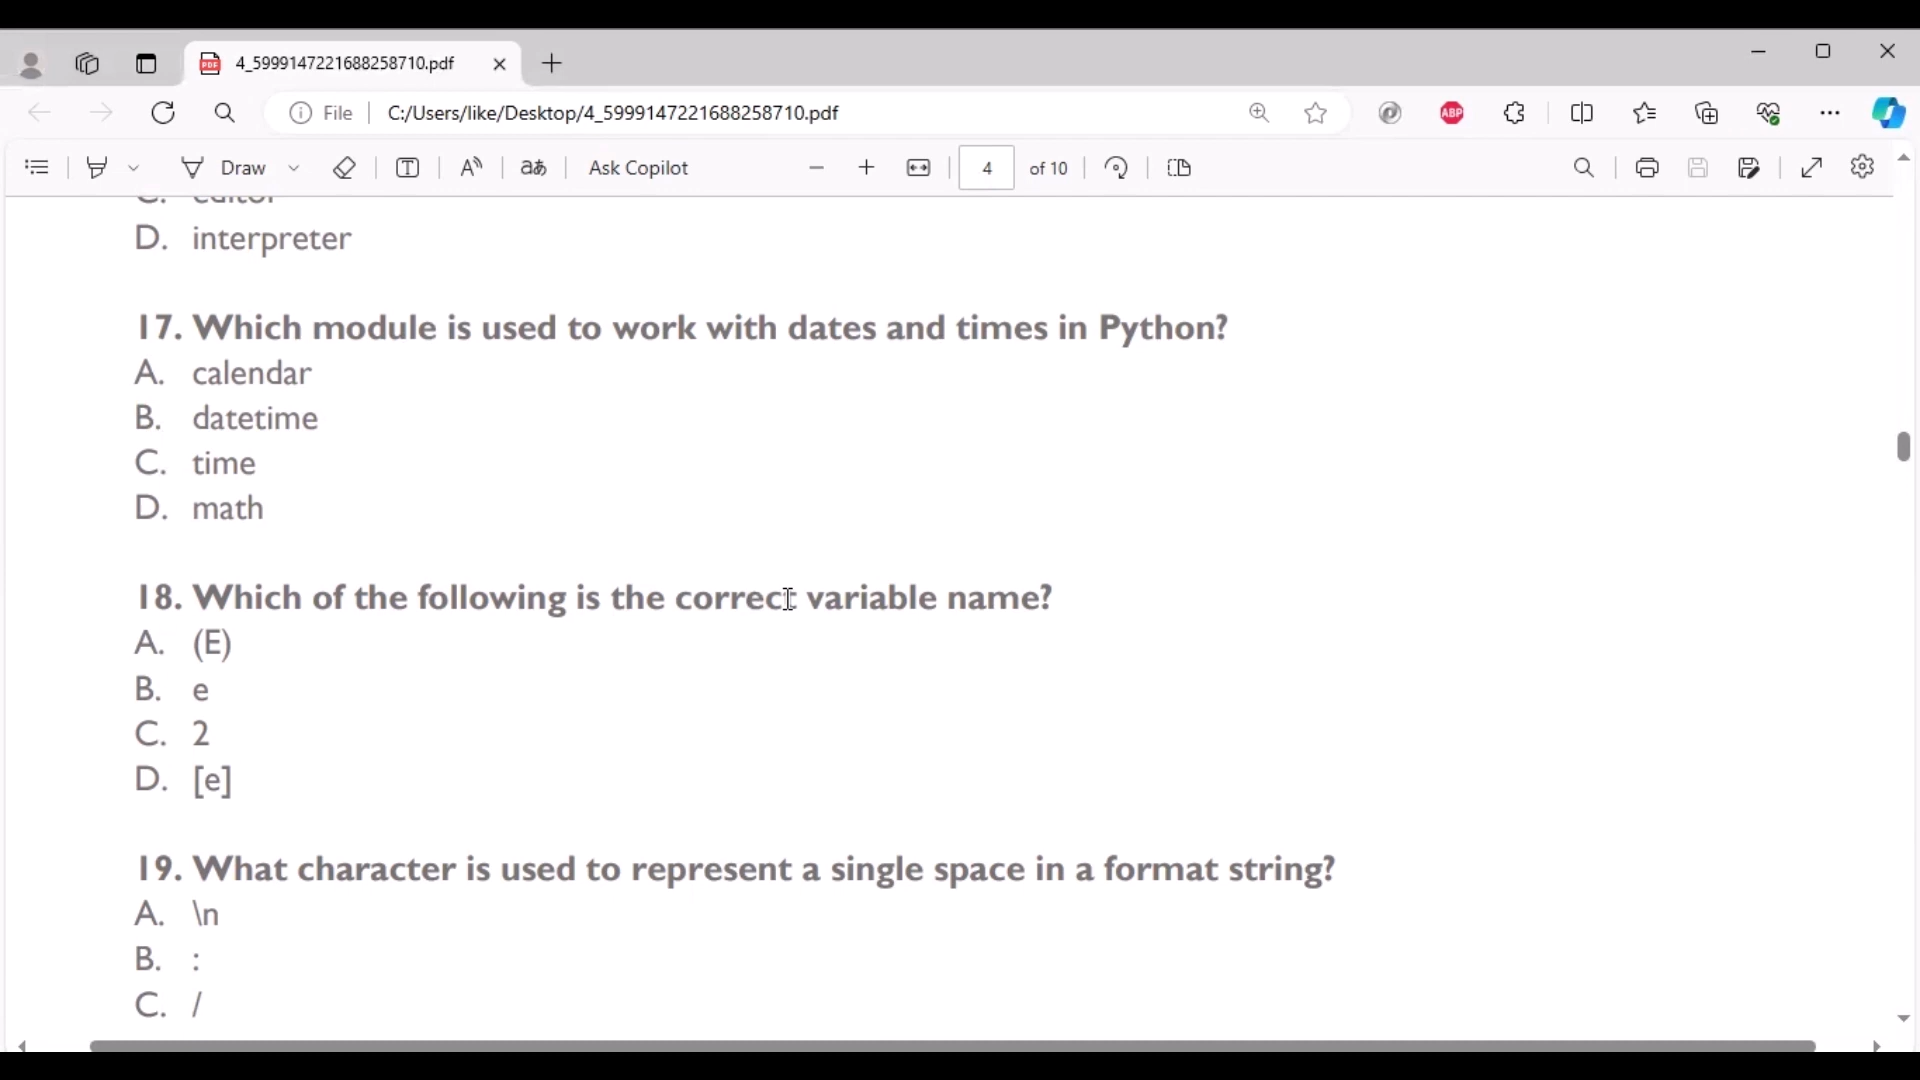 4_5999147221688258710.pdf
File
C:/Users/like/Desktop/4_5999147221688258710.pdf
ABP
Draw
Ask Copilot
4 of 10
C. editor
D. interpreter
17. Which module is used to work with dates and times in Python?
A. calendar
B. datetime
C. time
D. math
18. Which of the following is the correct variable name?
A. (E)
B. e
C. 2
D. [e]
19. What character is used to represent a single space in a format string?
A. \n
B. :
C. /